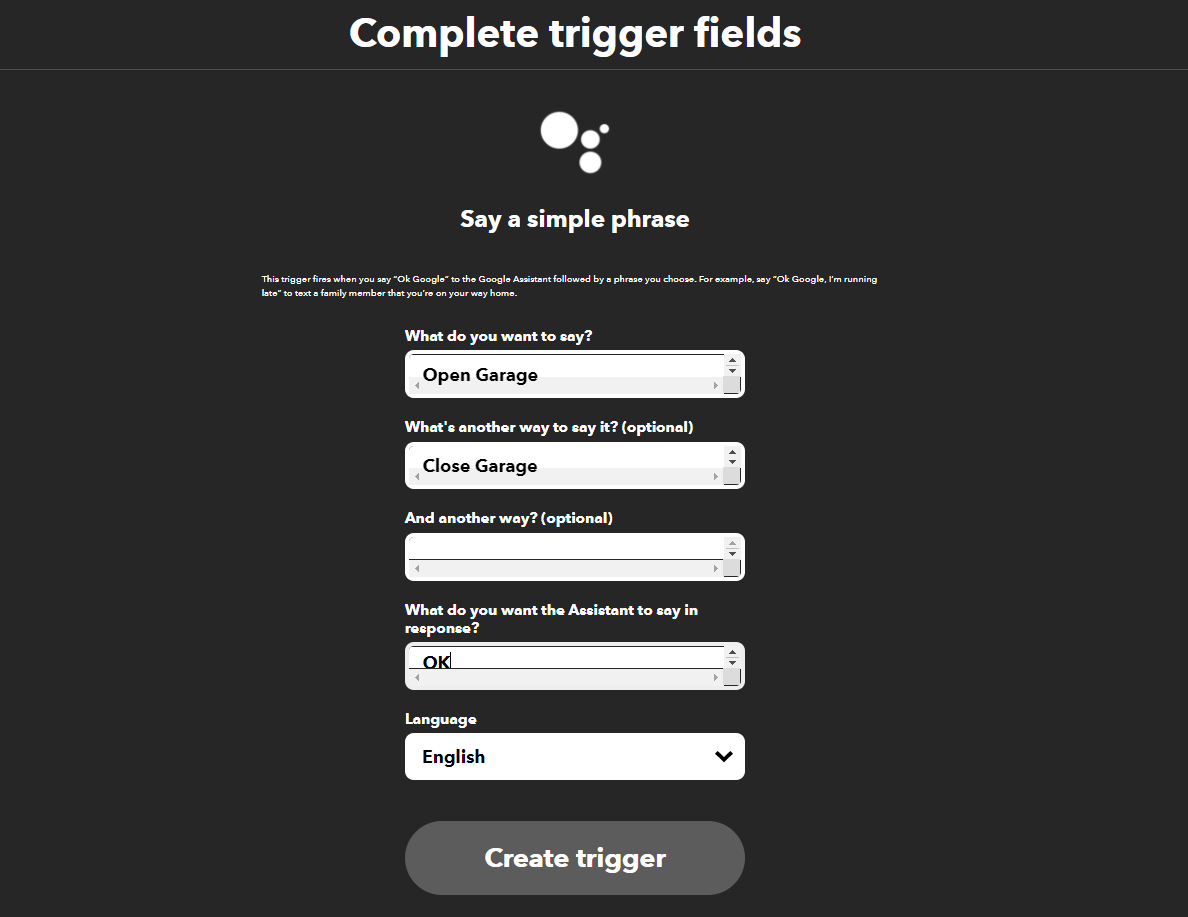 Complete trigger fields
Say a simple phrase
This trigger fires when you say “Ok Google” to the Google Assistant followed by a phrase you choose. For example, say “Ok Google, I’m running
late” to text a family member that you’re on your way home.
What do you want to say?
Open Garage
What's another way to say it? (optional)
Close Garage
And another way? (optional)
What do you want the Assistant to say in
response?
OK
Language
English
Create trigger